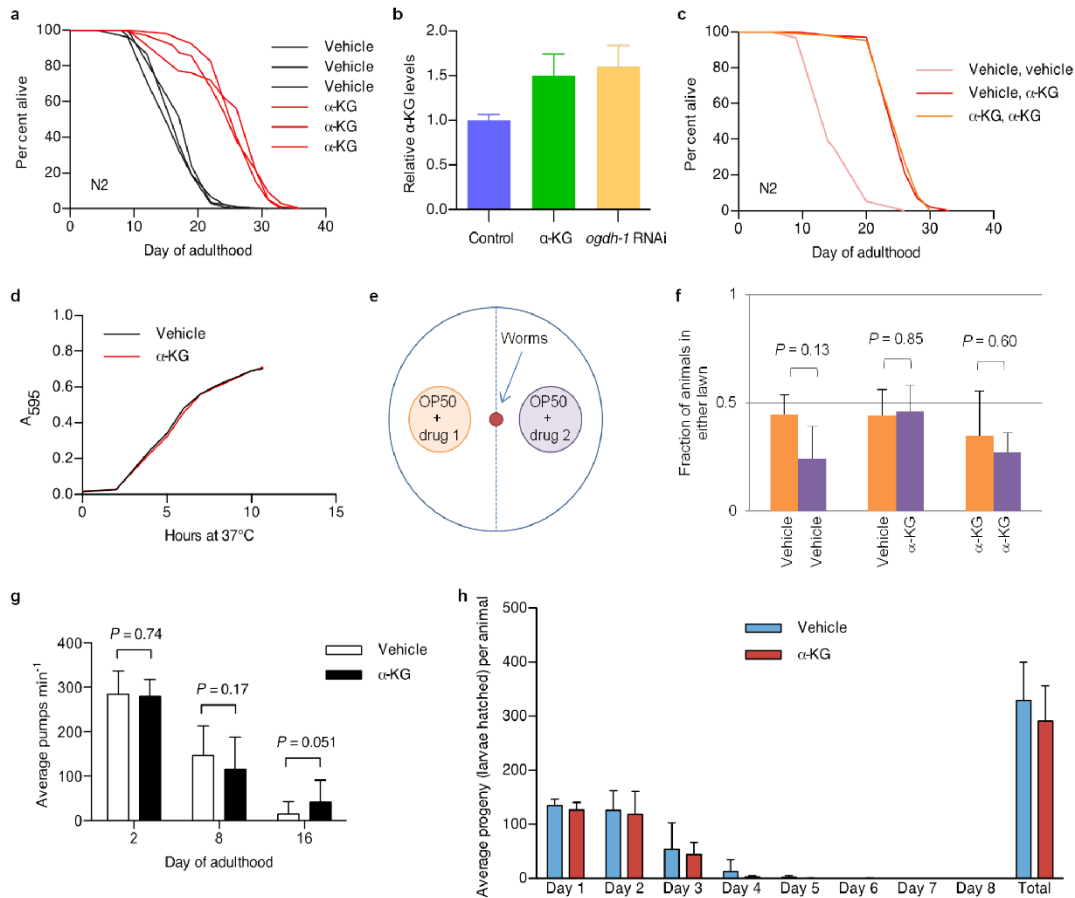 a
Per cent alive
100
80
60
40
20
0
N2
0 10 20 30 40
Day of adulthood
Vehicle
Vehicle
Vehicle
α-KG
α-KG
α-KG
b
Relative α-KG levels
2.0
1.5
1.0
0.5
0.0
Control α-KG ogdh-1 RNAi
c
Per cent alive
100
80
60
40
20
0
N2
0 10 20 30 40
Day of adulthood
Vehicle, vehicle
Vehicle, α-KG
α-KG, α-KG
d
A595
1.0
0.8
0.6
0.4
0.2
0.0
0 5 10 15
Hours at 37°C
Vehicle
α-KG
e
Worms
OP50
+
drug 1
OP50
+
drug 2
f
Fraction of animals in
either lawn
1
0.5
0
P = 0.13
P = 0.85
P = 0.60
Vehicle
Vehicle
Vehicle
α-KG
α-KG
α-KG
g
Average pumps min-1
400
300
200
100
0
P = 0.74
P = 0.17
P = 0.051
2 8 16
Day of adulthood
Vehicle
α-KG
h
Average progeny (larvae hatched) per animal
500
400
300
200
100
0
Vehicle
α-KG
Day 1 Day 2 Day 3 Day 4 Day 5 Day 6 Day 7 Day 8 Total